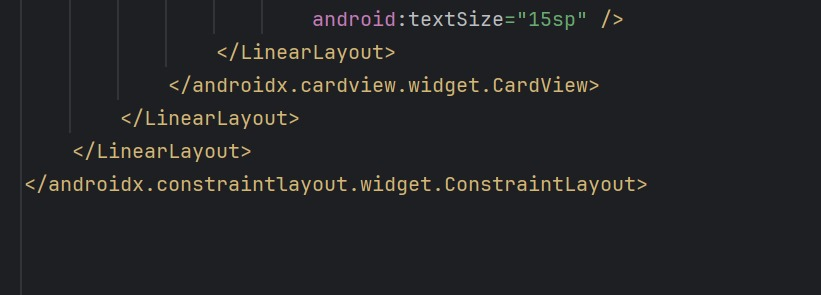 android:textSize="15sp" />
</LinearLayout>
</androidx.cardview.widget.CardView>
</LinearLayout>
</LinearLayout>
</androidx.constraintlayout.widget.ConstraintLayout>